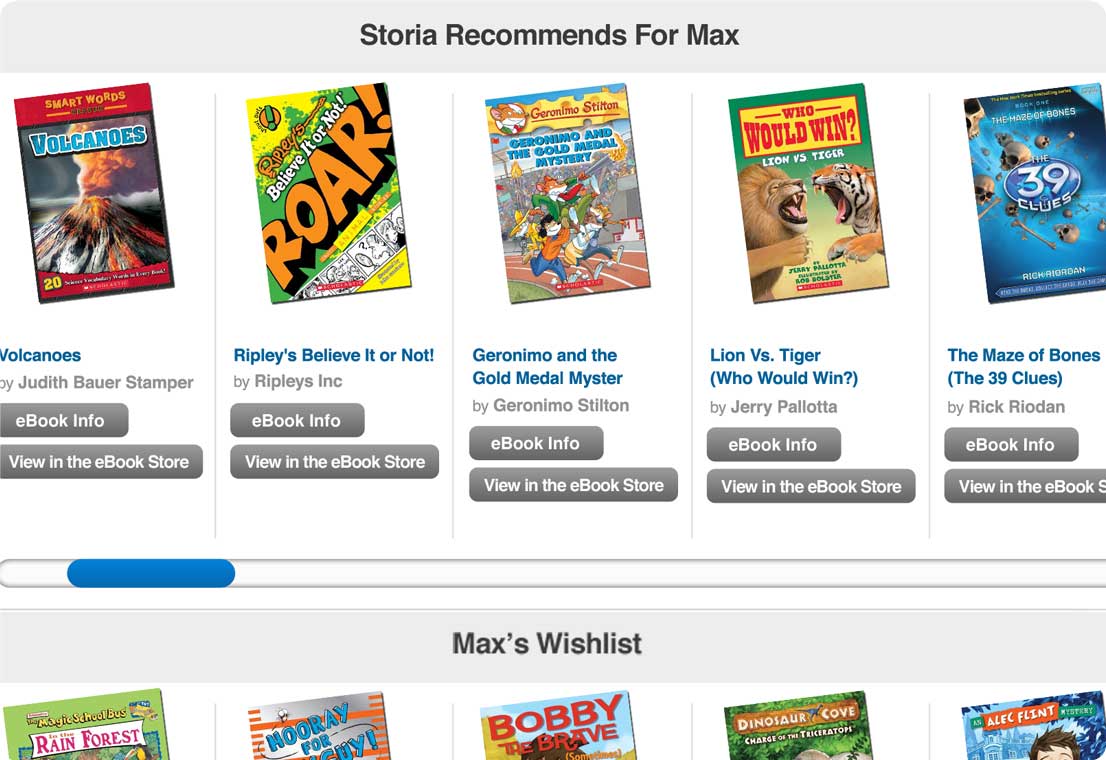 Storia Recommends For Max
SMART WORDS
VOLCANOES
20 Science Vocabulary Words in Every Book!
SCHOLASTIC
RIPLEY'S
Believe It or Not!
ROAR!
SCHOLASTIC
Geronimo Stilton
GERONIMO AND
THE GOLD MEDAL
MYSTERY
SCHOLASTIC
WHO
WOULD WIN?
LION VS. TIGER
BY
JERRY PALLOTTA
ILLUSTRATED BY
ROB BOLSTER
SCHOLASTIC
The New York Times bestselling series
BOOK ONE
THE MAZE OF BONES
THE
39
CLUES
RICK RIORDAN
Volcanoes
by Judith Bauer Stamper
eBook Info
View in the eBook Store
Ripley's Believe It or Not!
by Ripleys Inc
eBook Info
View in the eBook Store
Geronimo and the
Gold Medal Myster
by Geronimo Stilton
eBook Info
View in the eBook Store
Lion Vs. Tiger
(Who Would Win?)
by Jerry Pallotta
eBook Info
View in the eBook Store
The Maze of Bones
(The 39 Clues)
by Rick Riodan
eBook Info
View in the eBook S
Max’s Wishlist
The Magic School Bus
in the
RAIN FOREST
HOORAY
FOR
GUY!
BOBBY
THE BRAVE
(Sometimes)
DINOSAUR COVE
CHARGE OF THE TRICERATOPS
AN ALEC FLINT MYSTERY